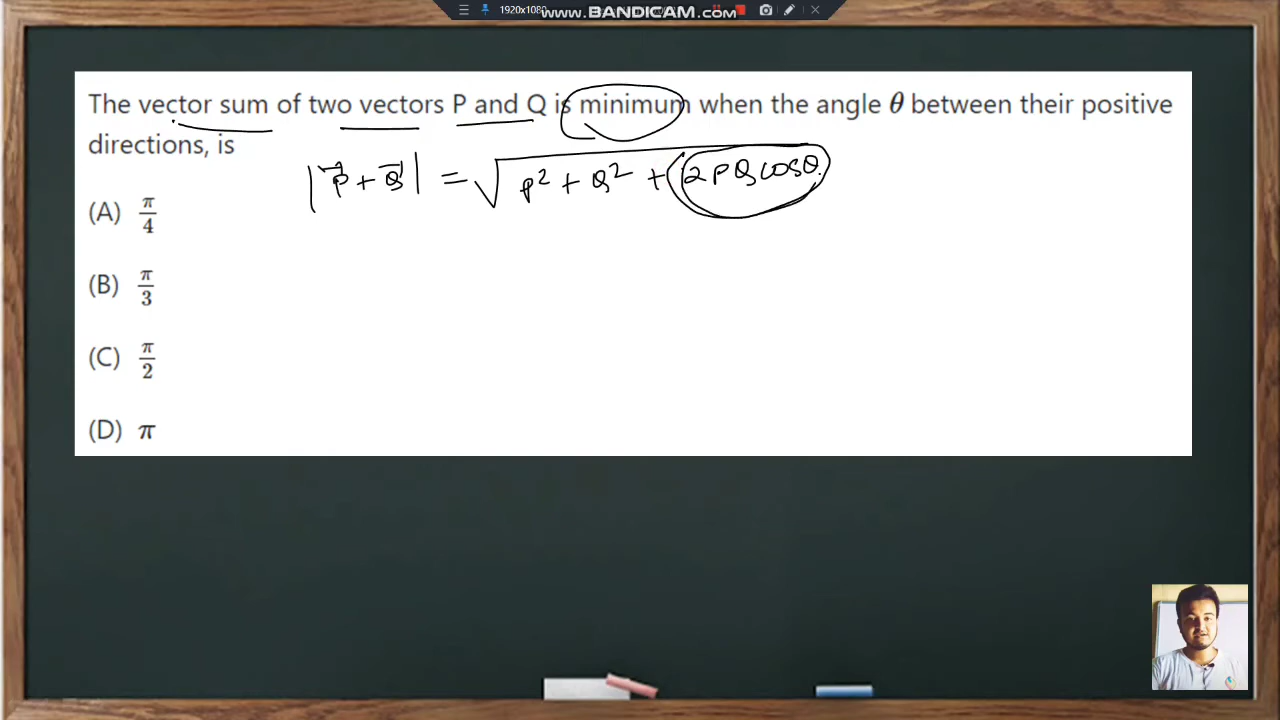 1920x1080
www.BANDICAM.com
The vector sum of two vectors P and Q is minimum when the angle θ between their positive
directions, is
|P⃗ + Q⃗| = √(P² + Q² + 2PQ cosθ)
(A) π/4
(B) π/3
(C) π/2
(D) π